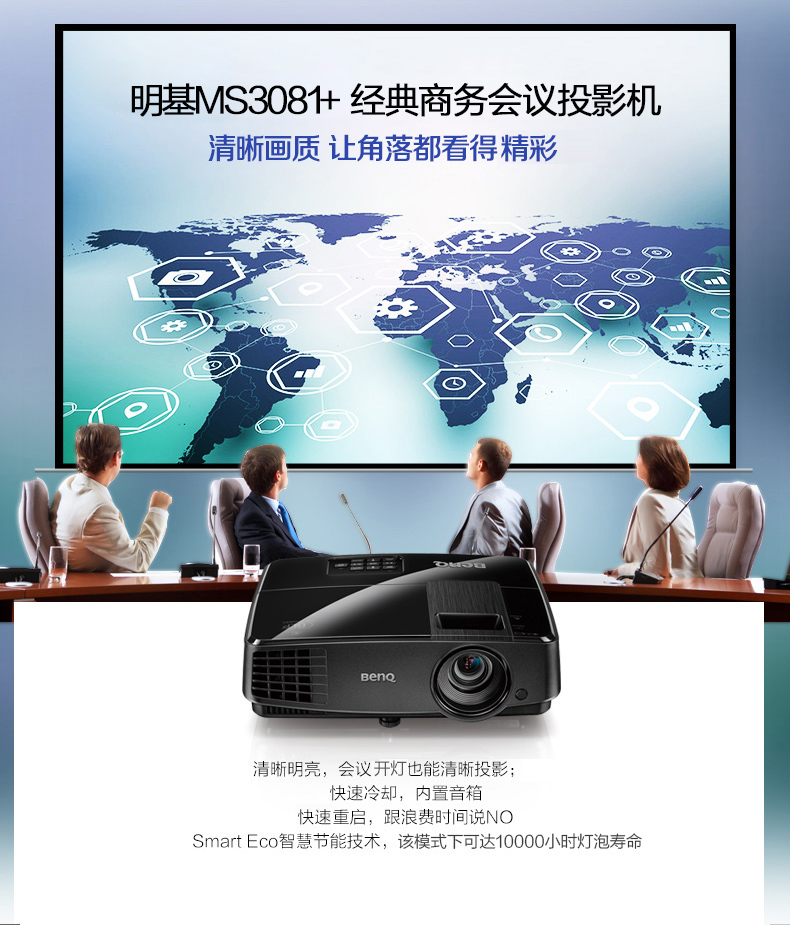 明基MS3081+ 经典商务会议投影机
清晰画质 让角落都看得精彩
BenQ
BenQ
清晰明亮，会议开灯也能清晰投影；
快速冷却，内置音箱
快速重启，跟浪费时间说NO
Smart Eco智慧节能技术，该模式下可达10000小时灯泡寿命